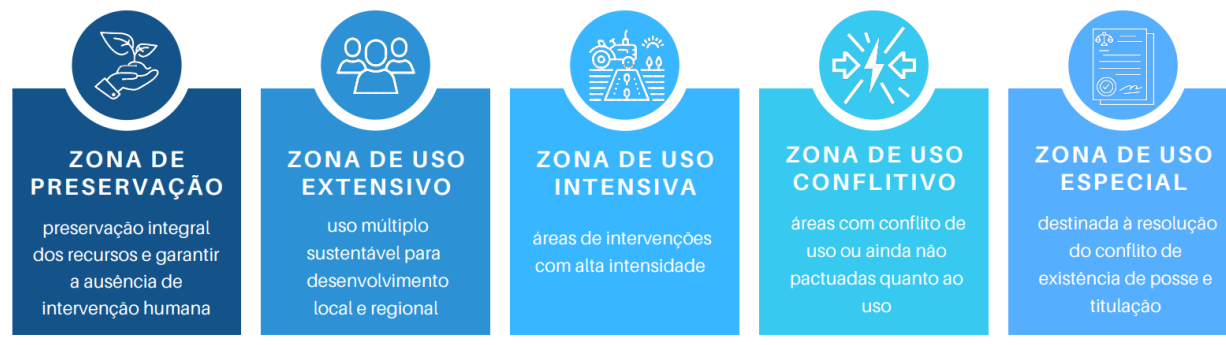 ZONA DE
PRESERVAÇÃO
preservação integral
dos recursos e garantir
a ausência de
intervenção humana
ZONA DE USO
EXTENSIVO
uso múltiplo
sustentável para
desenvolvimento
local e regional
ZONA DE USO
INTENSIVA
áreas de intervenções
com alta intensidade
ZONA DE USO
CONFLITIVO
áreas com conflito de
uso ou ainda não
pactuadas quanto ao
uso
ZONA DE USO
ESPECIAL
destinada à resolução
do conflito de
existência de posse e
titulação